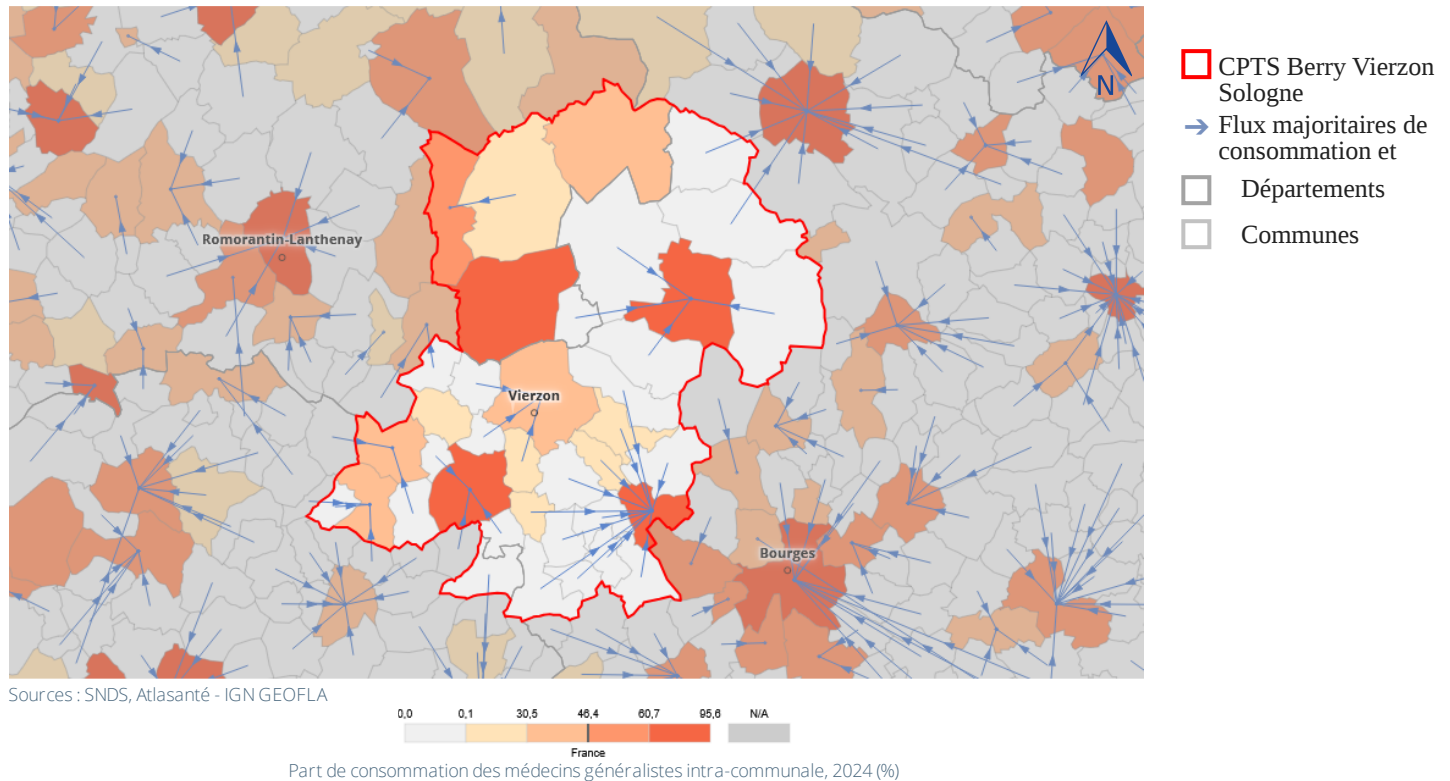 N
CPTS Berry Vierzon
Sologne
Flux majoritaires de
consommation et
Départements
Communes
Romorantin-Lanthenay
Vierzon
Bourges
Sources : SNDS, Atlasanté - IGN GEOFLA
0,0 0,1 30,5 46,4 60,7 95,6 N/A
France
Part de consommation des médecins généralistes intra-communale, 2024 (%)